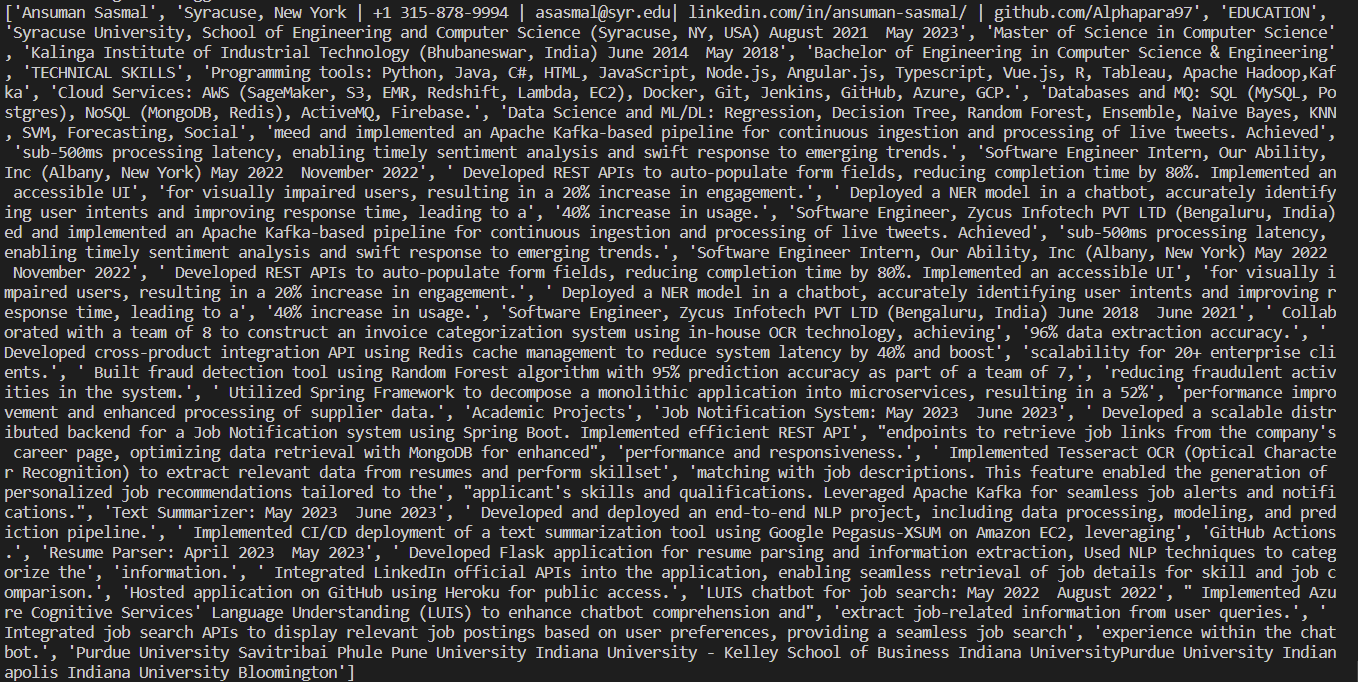 ['Ansuman Sasmal', 'Syracuse, New York | +1 315-878-9994 | asasmal@syr.edu| linkedin.com/in/ansuman-sasmal/ | github.com/Alphapara97', 'EDUCATION',
'Syracuse University, School of Engineering and Computer Science (Syracuse, NY, USA) August 2021  May 2023', 'Master of Science in Computer Science'
, 'Kalinga Institute of Industrial Technology (Bhubaneswar, India) June 2014  May 2018', 'Bachelor of Engineering in Computer Science & Engineering'
, 'TECHNICAL SKILLS', 'Programming tools: Python, Java, C#, HTML, JavaScript, Node.js, Angular.js, Typescript, Vue.js, R, Tableau, Apache Hadoop,Kaf
ka', 'Cloud Services: AWS (SageMaker, S3, EMR, Redshift, Lambda, EC2), Docker, Git, Jenkins, GitHub, Azure, GCP.', 'Databases and MQ: SQL (MySQL, Po
stgres), NoSQL (MongoDB, Redis), ActiveMQ, Firebase.', 'Data Science and ML/DL: Regression, Decision Tree, Random Forest, Ensemble, Naive Bayes, KNN
, SVM, Forecasting, Social', 'meed and implemented an Apache Kafka-based pipeline for continuous ingestion and processing of live tweets. Achieved',
 'sub-500ms processing latency, enabling timely sentiment analysis and swift response to emerging trends.', 'Software Engineer Intern, Our Ability,
Inc (Albany, New York) May 2022  November 2022', ' Developed REST APIs to auto-populate form fields, reducing completion time by 80%. Implemented an
 accessible UI', 'for visually impaired users, resulting in a 20% increase in engagement.', ' Deployed a NER model in a chatbot, accurately identify
ing user intents and improving response time, leading to a', '40% increase in usage.', 'Software Engineer, Zycus Infotech PVT LTD (Bengaluru, India)
ed and implemented an Apache Kafka-based pipeline for continuous ingestion and processing of live tweets. Achieved', 'sub-500ms processing latency,
enabling timely sentiment analysis and swift response to emerging trends.', 'Software Engineer Intern, Our Ability, Inc (Albany, New York) May 2022
 November 2022', ' Developed REST APIs to auto-populate form fields, reducing completion time by 80%. Implemented an accessible UI', 'for visually i
mpaired users, resulting in a 20% increase in engagement.', ' Deployed a NER model in a chatbot, accurately identifying user intents and improving r
esponse time, leading to a', '40% increase in usage.', 'Software Engineer, Zycus Infotech PVT LTD (Bengaluru, India) June 2018  June 2021', ' Collab
orated with a team of 8 to construct an invoice categorization system using in-house OCR technology, achieving', '96% data extraction accuracy.', '
Developed cross-product integration API using Redis cache management to reduce system latency by 40% and boost', 'scalability for 20+ enterprise cli
ents.', ' Built fraud detection tool using Random Forest algorithm with 95% prediction accuracy as part of a team of 7,', 'reducing fraudulent activ
ities in the system.', ' Utilized Spring Framework to decompose a monolithic application into microservices, resulting in a 52%', 'performance impro
vement and enhanced processing of supplier data.', 'Academic Projects', 'Job Notification System: May 2023  June 2023', ' Developed a scalable distr
ibuted backend for a Job Notification system using Spring Boot. Implemented efficient REST API', "endpoints to retrieve job links from the company's
 career page, optimizing data retrieval with MongoDB for enhanced", 'performance and responsiveness.', ' Implemented Tesseract OCR (Optical Characte
r Recognition) to extract relevant data from resumes and perform skillset', 'matching with job descriptions. This feature enabled the generation of
personalized job recommendations tailored to the', "applicant's skills and qualifications. Leveraged Apache Kafka for seamless job alerts and notifi
cations.", 'Text Summarizer: May 2023  June 2023', ' Developed and deployed an end-to-end NLP project, including data processing, modeling, and pred
iction pipeline.', ' Implemented CI/CD deployment of a text summarization tool using Google Pegasus-XSUM on Amazon EC2, leveraging', 'GitHub Actions
.', 'Resume Parser: April 2023  May 2023', ' Developed Flask application for resume parsing and information extraction, Used NLP techniques to categ
orize the', 'information.', ' Integrated LinkedIn official APIs into the application, enabling seamless retrieval of job details for skill and job c
omparison.', 'Hosted application on GitHub using Heroku for public access.', 'LUIS chatbot for job search: May 2022  August 2022', " Implemented Azu
re Cognitive Services' Language Understanding (LUIS) to enhance chatbot comprehension and", 'extract job-related information from user queries.', '
Integrated job search APIs to display relevant job postings based on user preferences, providing a seamless job search', 'experience within the chat
bot.', 'Purdue University Savitribai Phule Pune University Indiana University - Kelley School of Business Indiana UniversityPurdue University Indian
apolis Indiana University Bloomington']